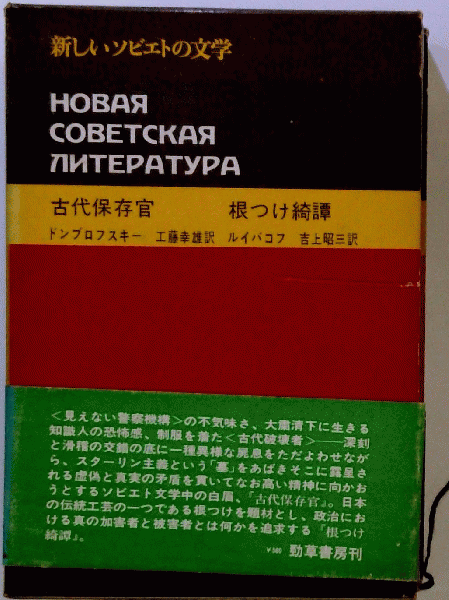 新しいソビエトの文学
НОВАЯ
СОВЕТСКАЯ
ЛИТЕРАТУРА
古代保存官 根つけ綺譚
ドンブロフスキー 工藤幸雄訳 ルイバコフ 吉上昭三訳
〈見えない警察機構〉の不気味さ、大粛清下に生きる
知識人の恐怖感、制服を着た〈古代破壊者〉──深刻
と滑稽の交錯の底に一種異様な屍息をただよわせなが
ら、スターリン主義という「墓」をあばきそこに露呈さ
れる虚偽と真実の矛盾を貫いてなお高い精神に向かお
うとするソビエト文学中の白眉、『古代保存官』。日本
の伝統工芸の一つである根つけを題材とし、政治にお
ける真の加害者と被害者とは何かを追求する『根つけ
綺譚』。
¥580 勁草書房刊